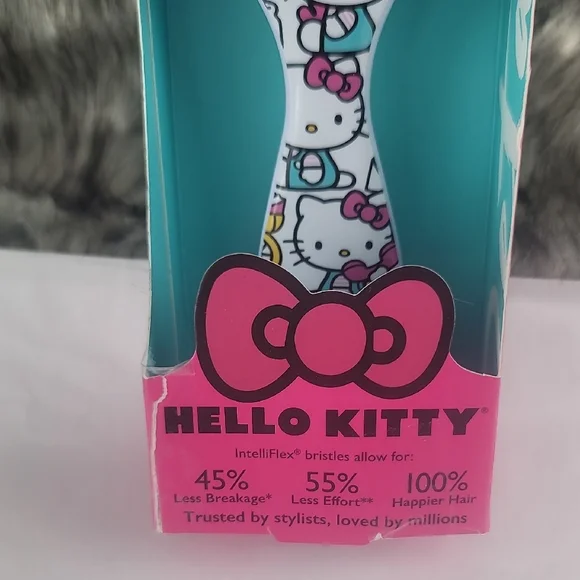 HELLO KITTY®
IntelliFlex® bristles allow for:
45% 55% 100%
Less Breakage* Less Effort** Happier Hair
Trusted by stylists, loved by millions